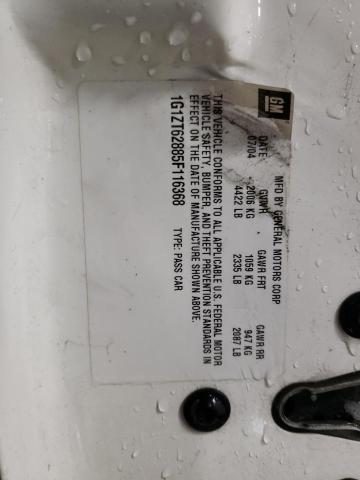 GM
MFD BY GENERAL MOTORS CORP
DATE GVWR GAWR FRT GAWR RR
07/04 2006 KG 1059 KG 947 KG
4422 LB 2335 LB 2087 LB
THIS VEHICLE CONFORMS TO ALL APPLICABLE U.S. FEDERAL MOTOR
VEHICLE SAFETY, BUMPER, AND THEFT PREVENTION STANDARDS IN
EFFECT ON THE DATE OF MANUFACTURE SHOWN ABOVE.
1G1ZT62885F116368 TYPE: PASS CAR